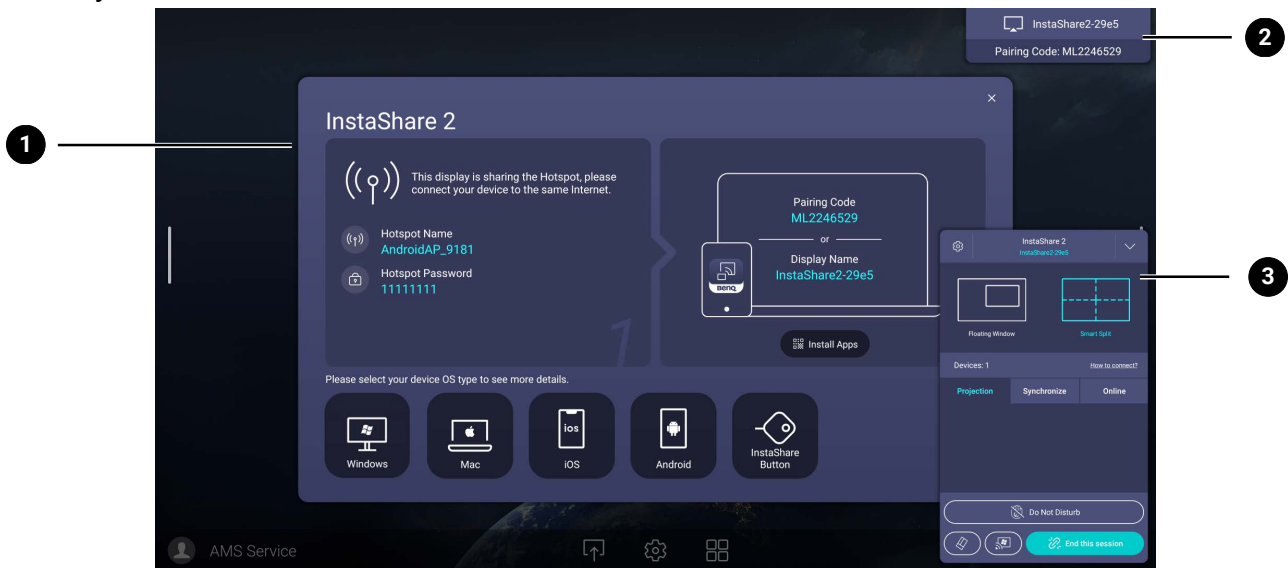 InstaShare2-29e5
Pairing Code: ML2246529
2
InstaShare 2
1
This display is sharing the Hotspot, please
connect your device to the same Internet.
Hotspot Name
AndroidAP_9181
Hotspot Password
11111111
1
Pairing Code
ML2246529
or
Display Name
InstaShare2-29e5
BenQ
Install Apps
Please select your device OS type to see more details.
Windows
Mac
iOS
iOS
Android
InstaShare
Button
InstaShare 2
InstaShare2-29e5
3
Floating Window
Smart Split
Devices: 1
How to connect?
Projection
Synchronize
Online
Do Not Disturb
End this session
AMS Service